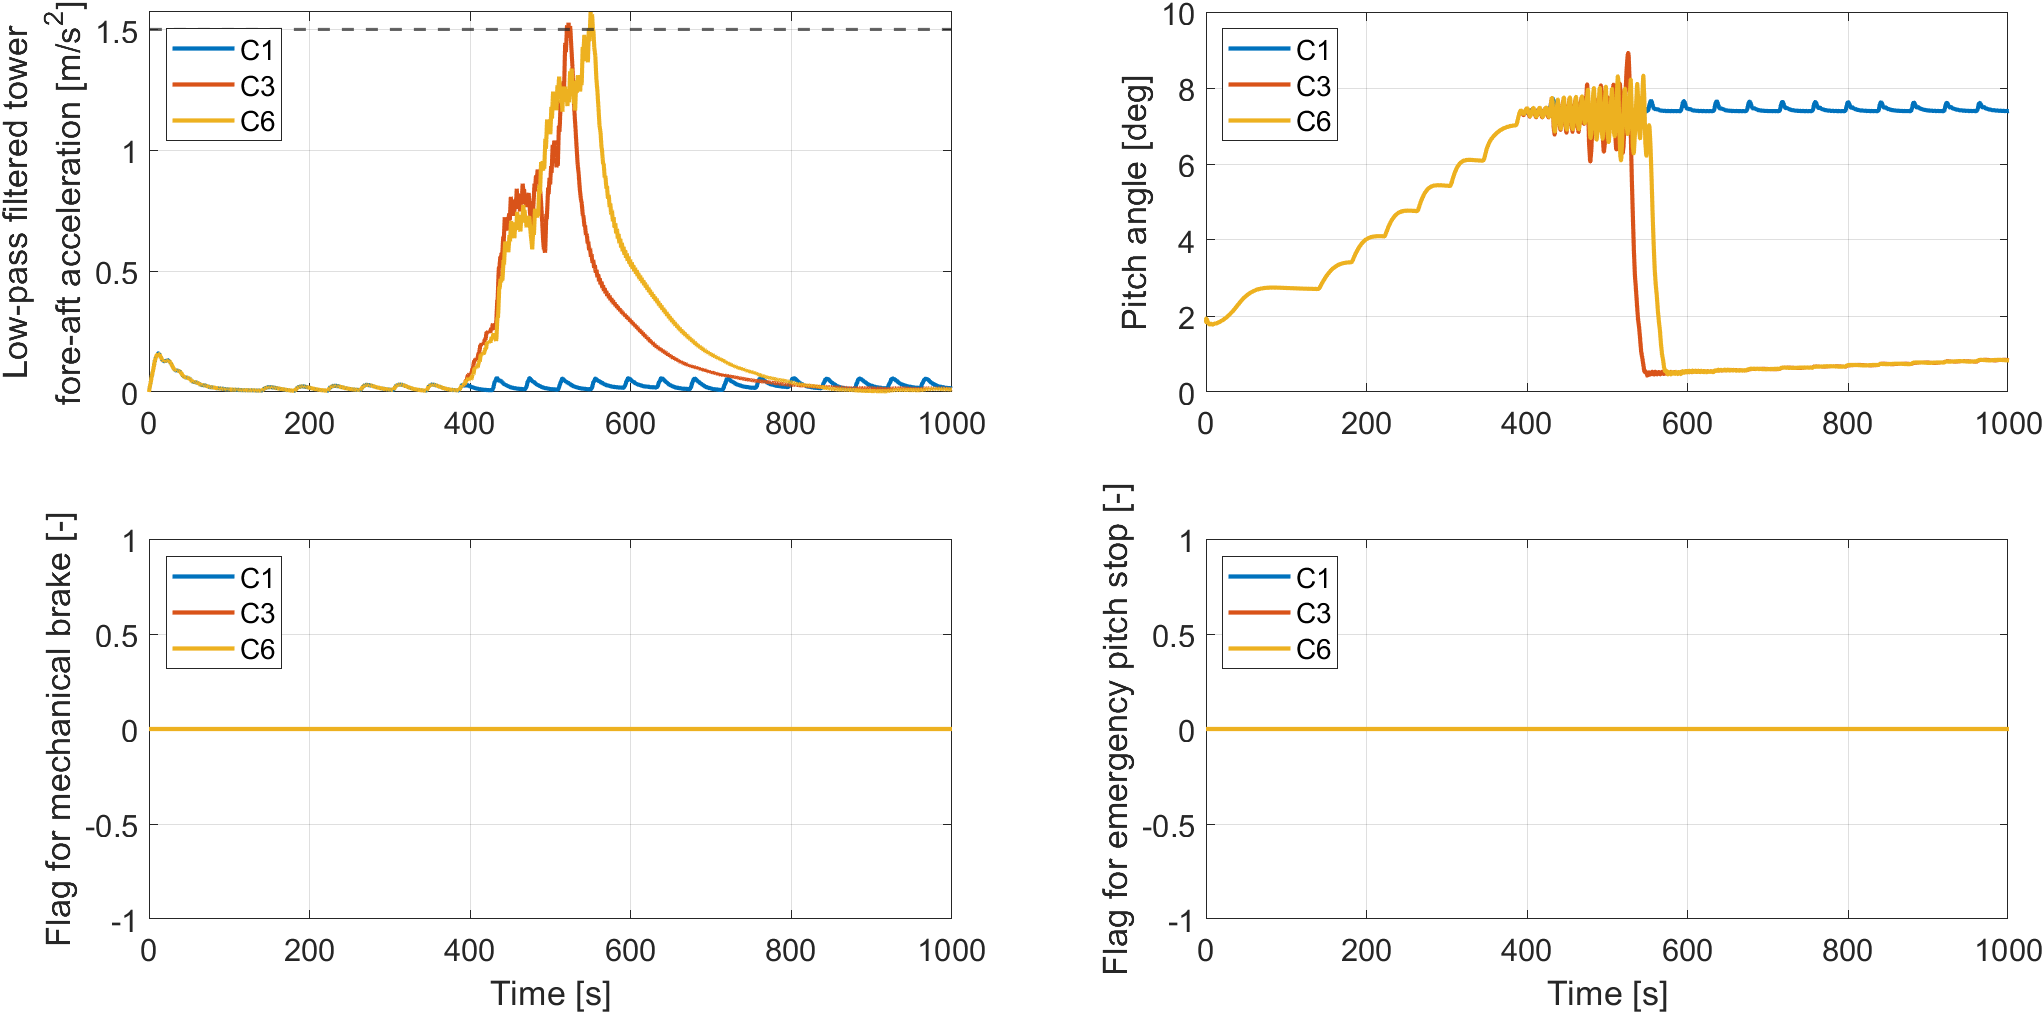 Low-pass filtered tower
fore-aft acceleration [m/s²]
1.5
1
0.5
0
C1
C3
C6
0 200 400 600 800 1000
Pitch angle [deg]
10
8
6
4
2
0
C1
C3
C6
0 200 400 600 800 1000
Flag for mechanical brake [-]
1
0.5
0
-0.5
-1
C1
C3
C6
0 200 400 600 800 1000
Time [s]
Flag for emergency pitch stop [-]
1
0.5
0
-0.5
-1
C1
C3
C6
0 200 400 600 800 1000
Time [s]